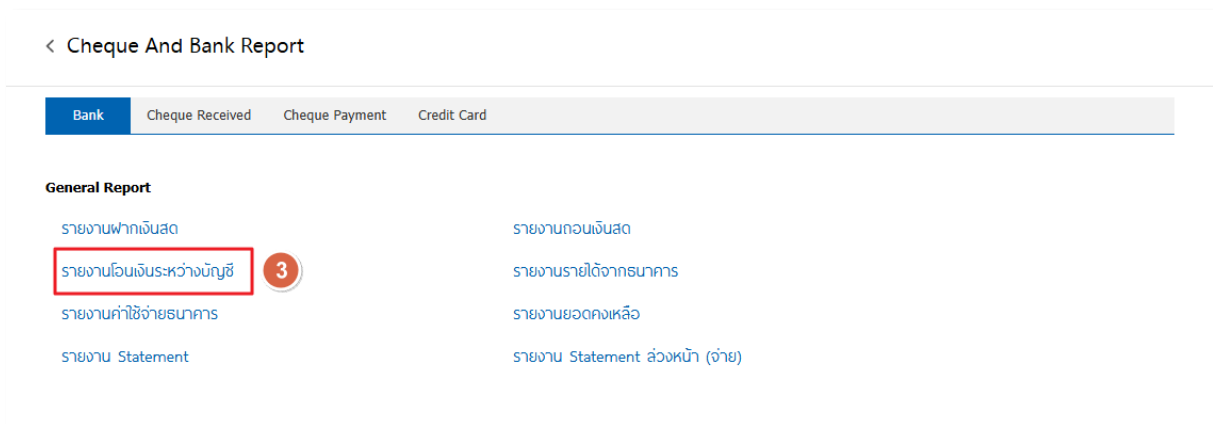 < Cheque And Bank Report
Bank Cheque Received Cheque Payment Credit Card
General Report
รายงานฝากเงินสด รายงานถอนเงินสด
รายงานโอนเงินระหว่างบัญชี 3 รายงานรายได้จากธนาคาร
รายงานค่าใช้จ่ายธนาคาร รายงานยอดคงเหลือ
รายงาน Statement รายงาน Statement ล่วงหน้า (จ่าย)